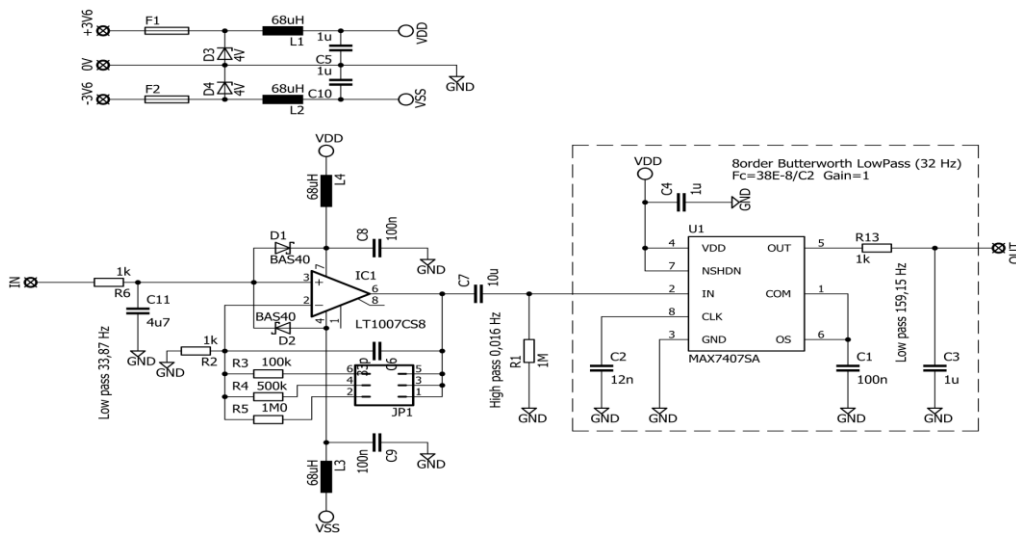 +3V6
F1
68uH
L1
1u
VDD
D3
4V
C5
0V
1u
GND
D4
4V
-3V6
F2
68uH
L2
C10
VSS
VDD
68uH
L4
D1
BAS40
C8
100n
GND
IN
1k
R6
C11
4u7
GND
Low pass 33,87 Hz
3
+
7
IC1
6
2
-
8
4
1
LT1007CS8
BAS40
D2
1k
R2
GND
R3
100k
R4
500k
R5
1M0
33p
C6
6
5
4
3
2
1
JP1
C9
100n
GND
68uH
L3
VSS
C7
10u
High pass 0,016 Hz
R1
1M
GND
VDD
8order Butterworth LowPass (32 Hz)
Fc=38E-8/C2 Gain=1
C4
1u
GND
U1
4
VDD
OUT
5
7
NSHDN
2
IN
COM
1
8
CLK
3
GND
OS
6
MAX7407SA
R13
1k
OUT
Low pass 159,15 Hz
C2
12n
GND
GND
C1
100n
GND
C3
1u
GND